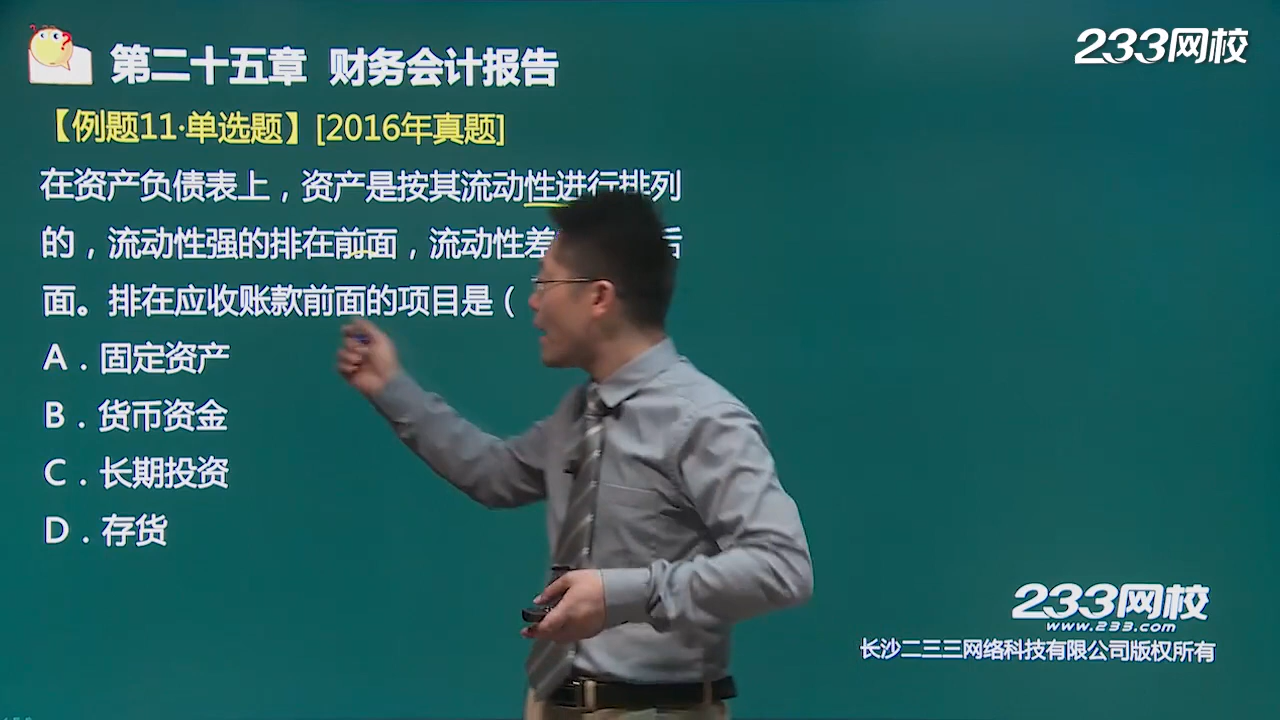 第二十五章 财务会计报告
233网校
【例题11·单选题】[2016年真题]
在资产负债表上，资产是按其流动性进行排列
的，流动性强的排在前面，流动性差
面。排在应收账款前面的项目是（
A．固定资产
B．货币资金
C．长期投资
D．存货
233网校
www.233.com
长沙二三三网络科技有限公司版权所有